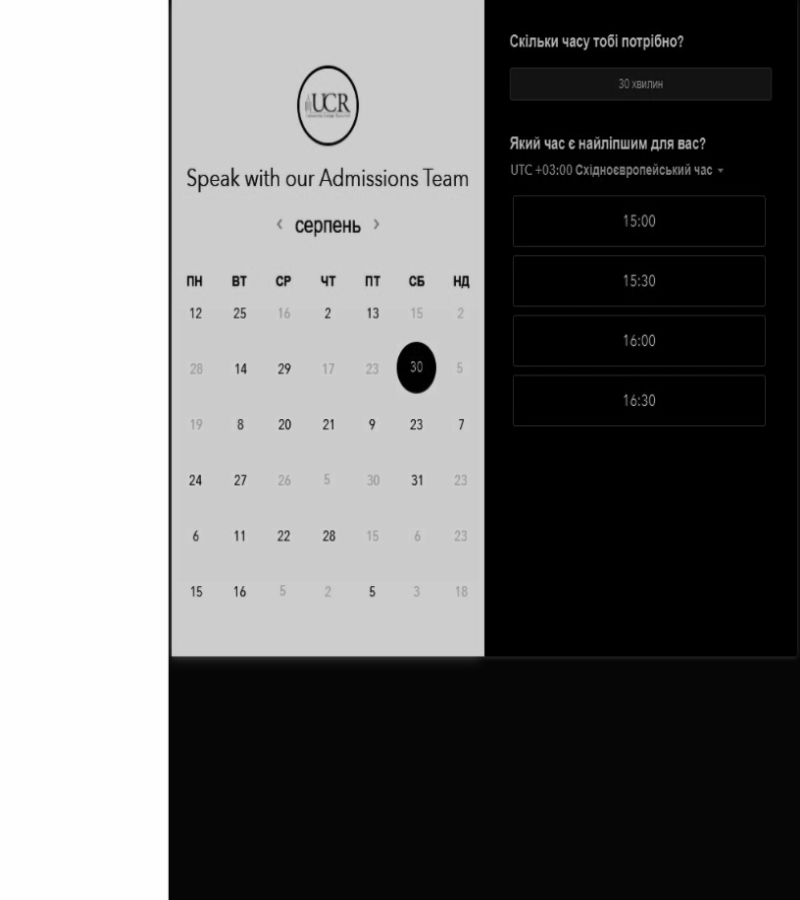 UCR
Speak with our Admissions Team
‹ серпень ›
ПН ВТ СР ЧТ ПТ СБ НД
12 25 16 2 13 15 2
28 14 29 17 23 30 5
19 8 20 21 9 23 7
24 27 26 5 30 31 23
6 11 22 28 15 6 23
15 16 5 2 5 3 18
Скільки часу тобі потрібно?
30 хвилин
Який час є найліпшим для вас?
UTC +03:00 Східноєвропейський час
15:00
15:30
16:00
16:30